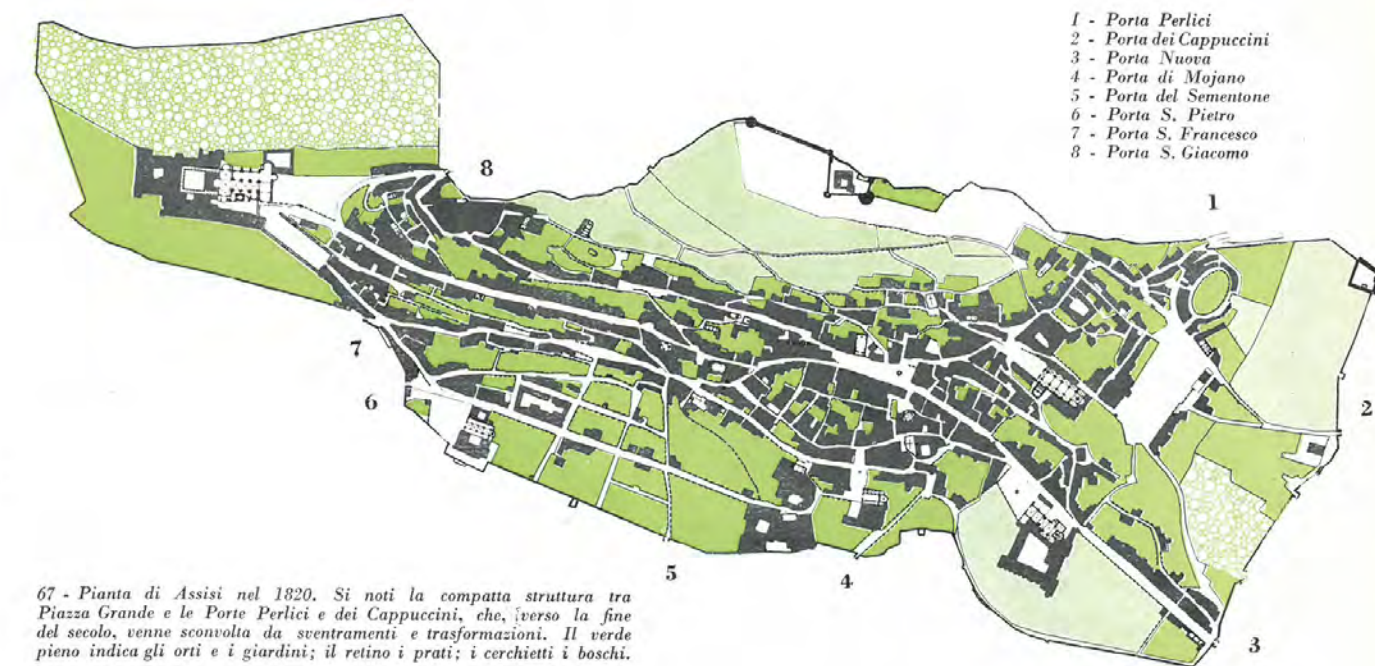 1 - Porta Perlici
2 - Porta dei Cappuccini
3 - Porta Nuova
4 - Porta di Mojano
5 - Porta del Sementone
6 - Porta S. Pietro
7 - Porta S. Francesco
8 - Porta S. Giacomo
8
1
7
6
2
5
4
3
67 - Pianta di Assisi nel 1820. Si noti la compatta struttura tra
Piazza Grande e le Porte Perlici e dei Cappuccini, che, verso la fine
del secolo, venne sconvolta da sventramenti e trasformazioni. Il verde
pieno indica gli orti e i giardini; il retino i prati; i cerchietti i boschi.